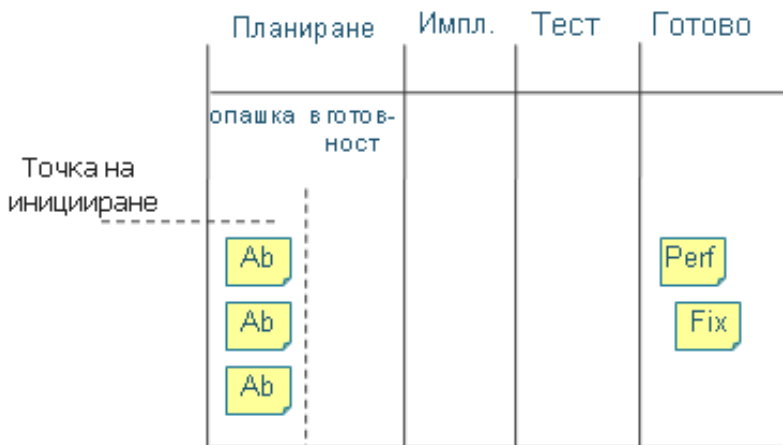 Планиране Импл. Тест Готово
опашка в готов-
ност
Точка на
иницииране
Ab Perf
Ab Fix
Ab